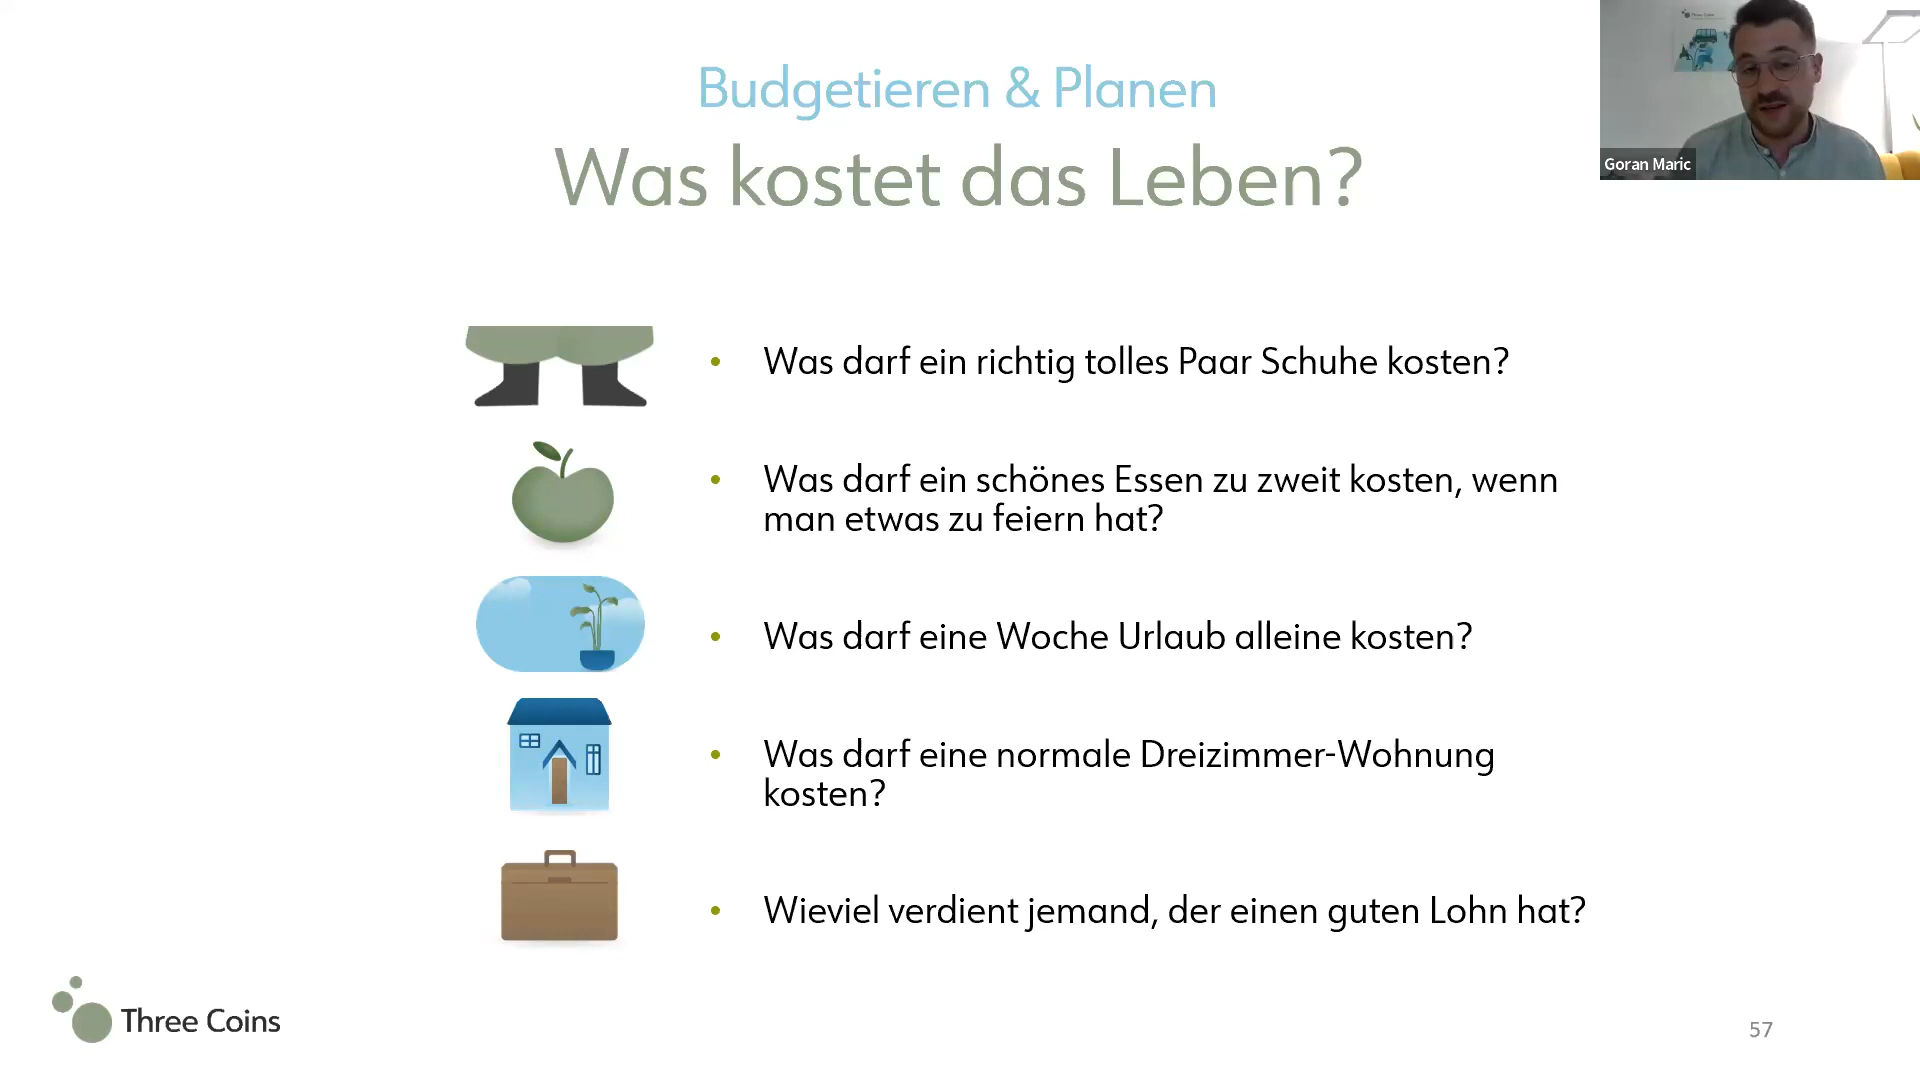 Budgetieren & Planen
Was kostet das Leben?
Goran Maric
• Was darf ein richtig tolles Paar Schuhe kosten?
• Was darf ein schönes Essen zu zweit kosten, wenn
man etwas zu feiern hat?
• Was darf eine Woche Urlaub alleine kosten?
• Was darf eine normale Dreizimmer-Wohnung
kosten?
• Wieviel verdient jemand, der einen guten Lohn hat?
Three Coins
57